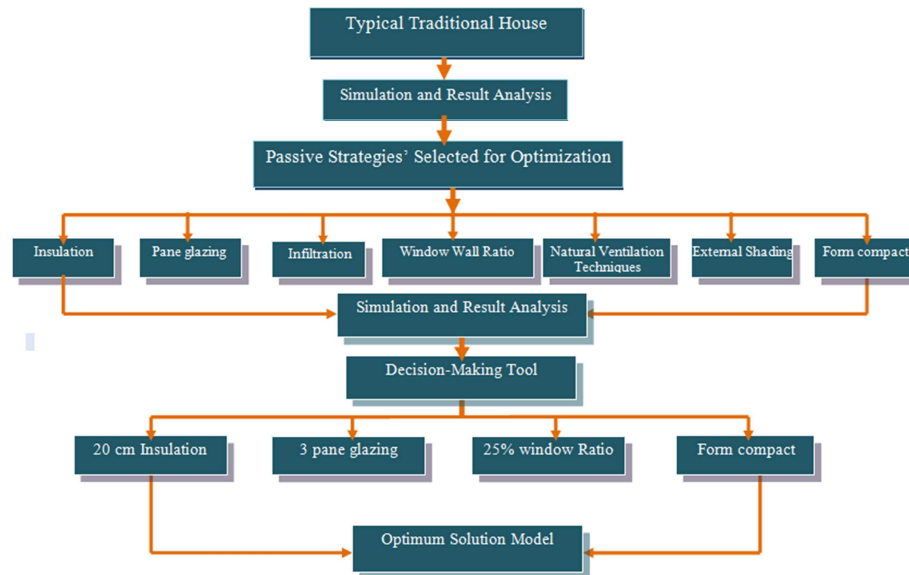 Typical Traditional House
Simulation and Result Analysis
Passive Strategies’ Selected for Optimization
Insulation
Pane glazing
Infiltration
Window Wall Ratio
Natural Ventilation
Techniques
External Shading
Form compact
Simulation and Result Analysis
Decision-Making Tool
20 cm Insulation
3 pane glazing
25% window Ratio
Form compact
Optimum Solution Model